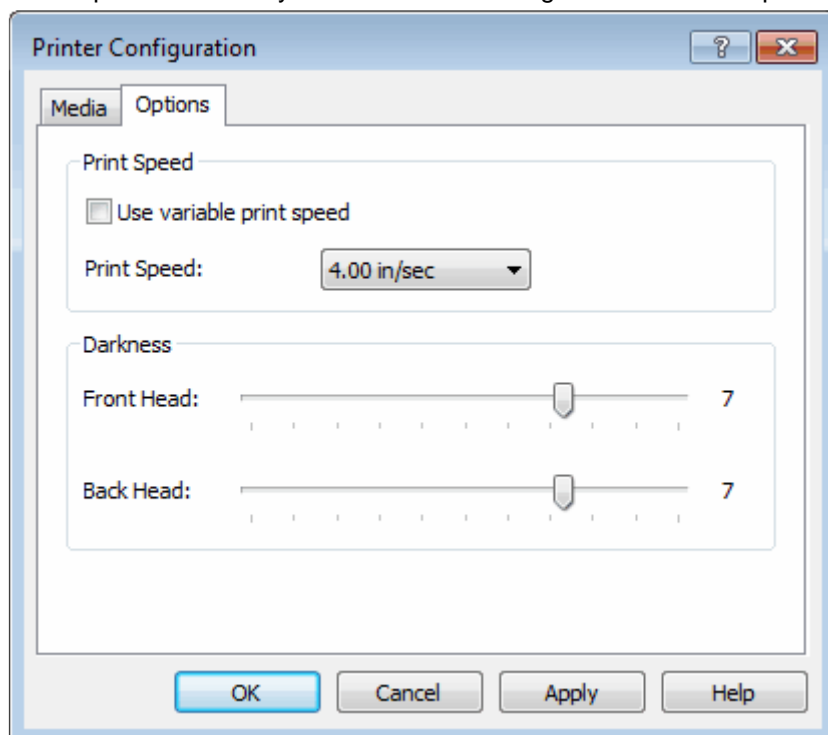 Printer Configuration
?
Media Options
Print Speed
Use variable print speed
Print Speed: 4.00 in/sec
Darkness
Front Head: 7
Back Head: 7
OK Cancel Apply Help